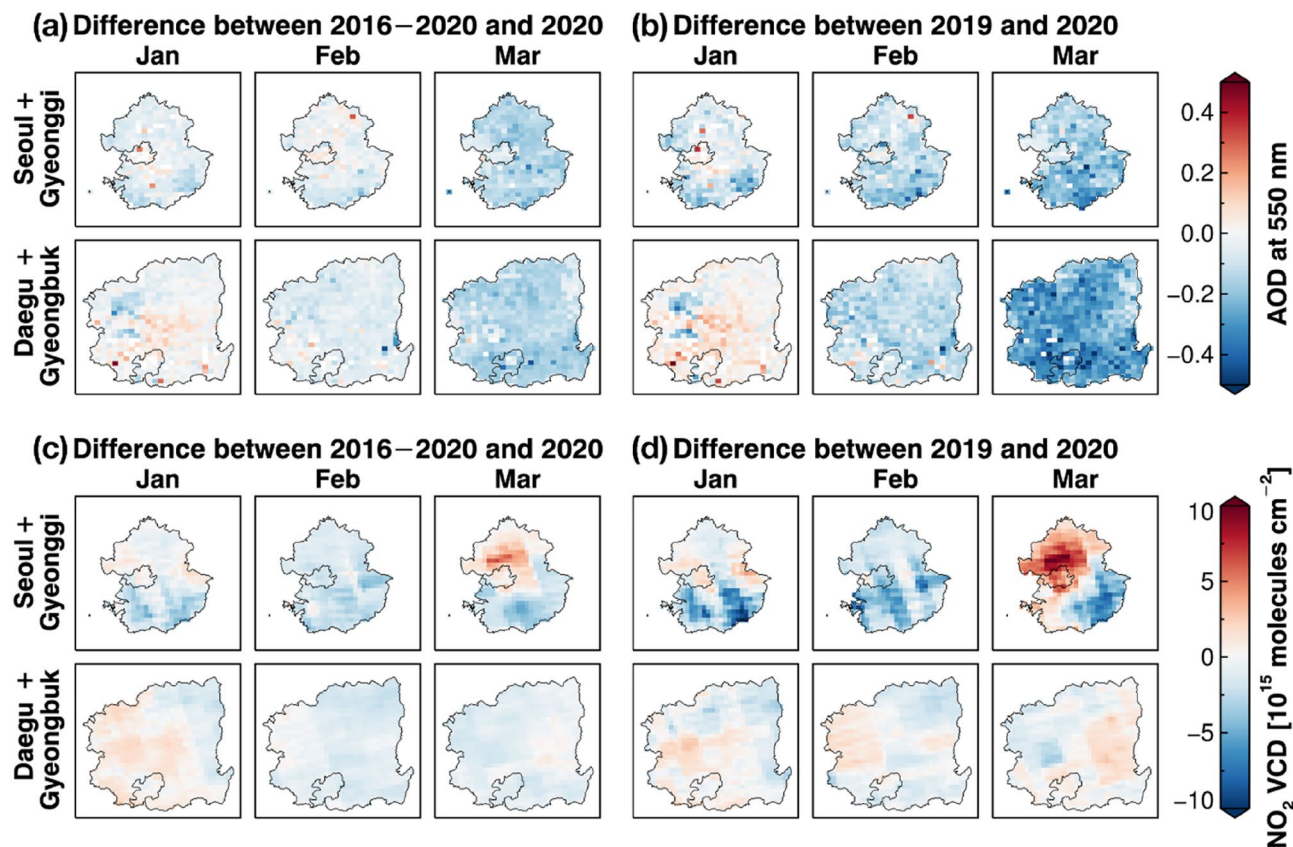 (a) Difference between 2016–2020 and 2020
Jan Feb Mar
(b) Difference between 2019 and 2020
Jan Feb Mar
Seoul +
Gyeonggi
Daegu +
Gyeongbuk
0.4
0.2
0.0
−0.2
−0.4
AOD at 550 nm
(c) Difference between 2016–2020 and 2020
Jan Feb Mar
(d) Difference between 2019 and 2020
Jan Feb Mar
Seoul +
Gyeonggi
Daegu +
Gyeongbuk
10
5
0
−5
−10
NO₂ VCD [10¹⁵ molecules cm⁻²]